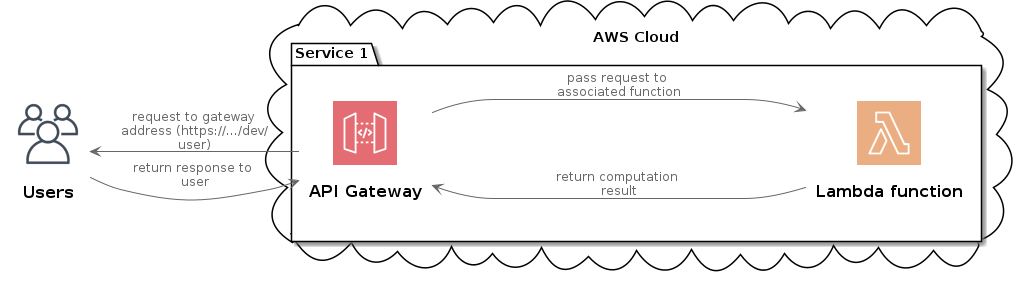 AWS Cloud
Service 1
pass request to
associated function
request to gateway
address (https://.../dev/
user)
return response to
user
return computation
result
Users
API Gateway
Lambda function